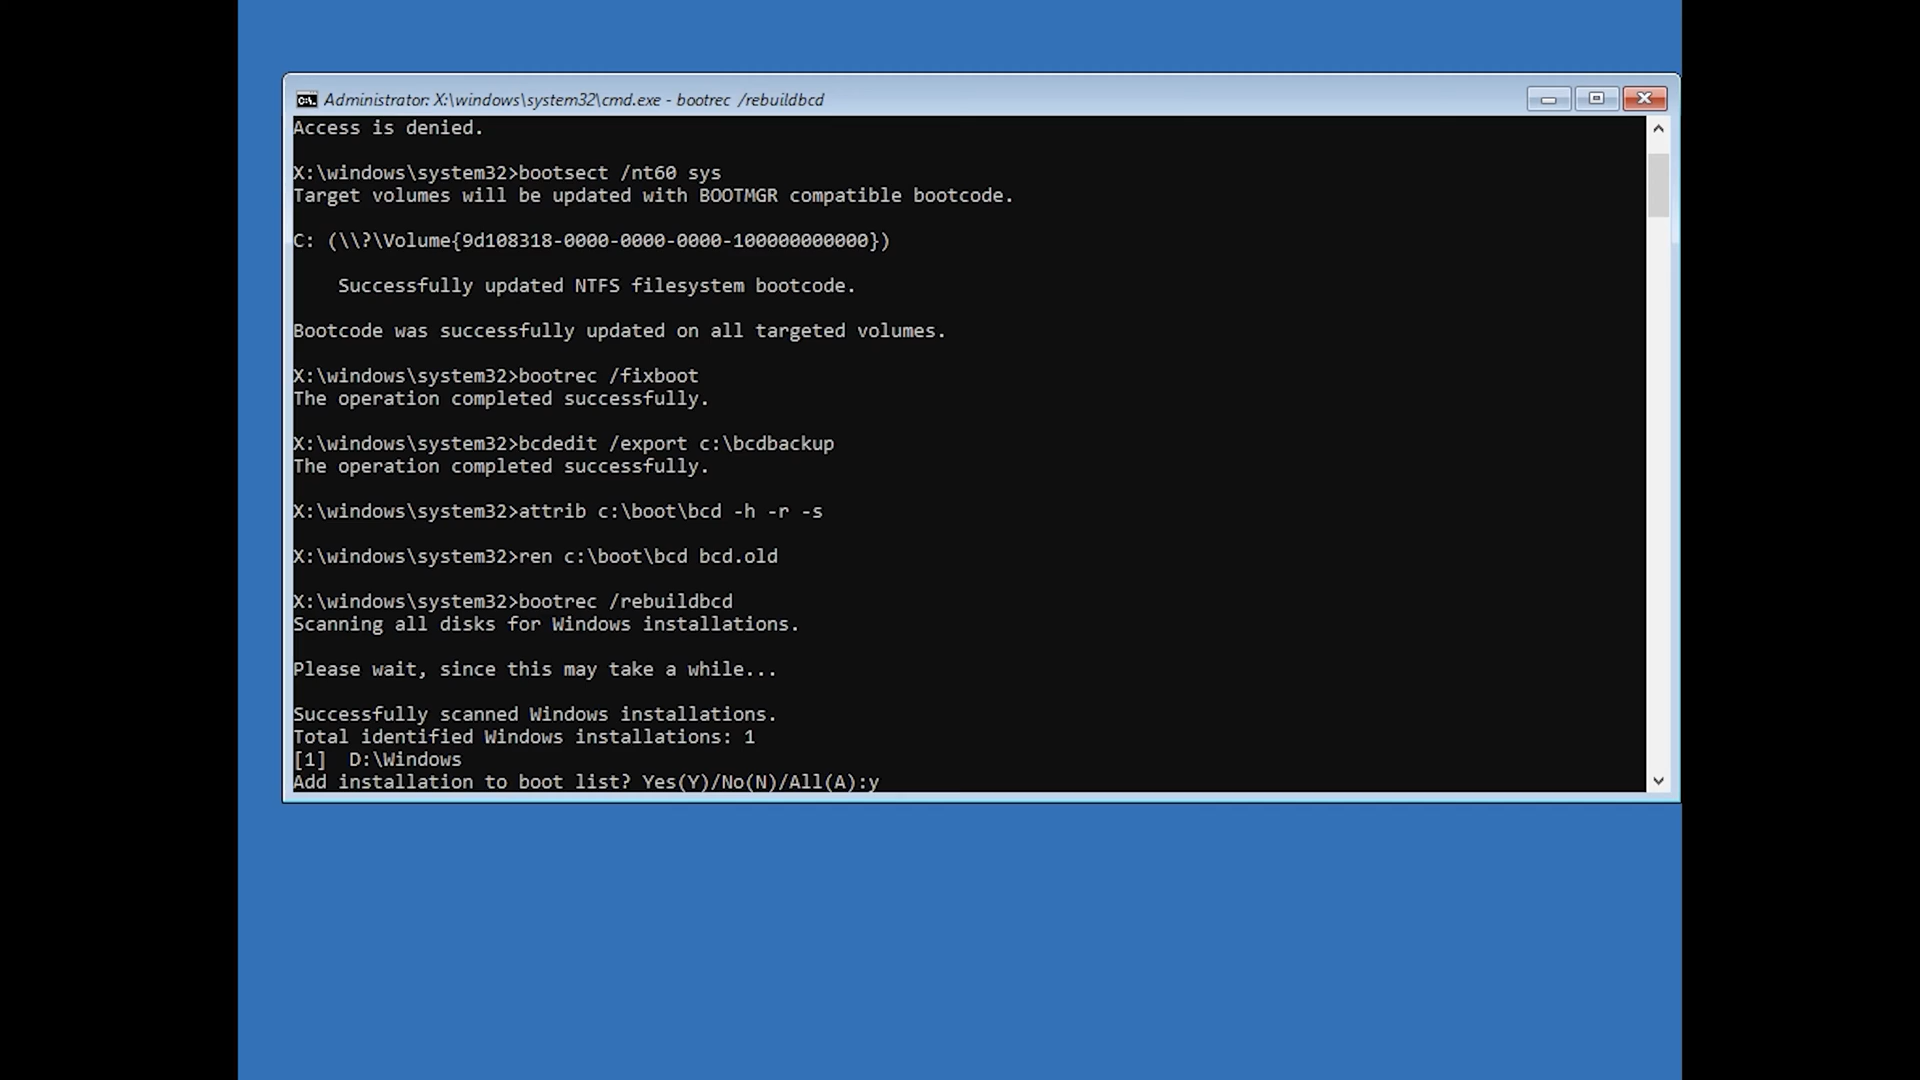 Administrator: X:\windows\system32\cmd.exe - bootrec /rebuildbcd
Access is denied.
X:\windows\system32>bootsect /nt60 sys
Target volumes will be updated with BOOTMGR compatible bootcode.
C: (\\?\Volume{9d108318-0000-0000-0000-100000000000})
Successfully updated NTFS filesystem bootcode.
Bootcode was successfully updated on all targeted volumes.
X:\windows\system32>bootrec /fixboot
The operation completed successfully.
X:\windows\system32>bcdedit /export c:\bcdbackup
The operation completed successfully.
X:\windows\system32>attrib c:\boot\bcd -h -r -s
X:\windows\system32>ren c:\boot\bcd bcd.old
X:\windows\system32>bootrec /rebuildbcd
Scanning all disks for Windows installations.
Please wait, since this may take a while...
Successfully scanned Windows installations.
Total identified Windows installations: 1
[1]  D:\Windows
Add installation to boot list? Yes(Y)/No(N)/All(A):y